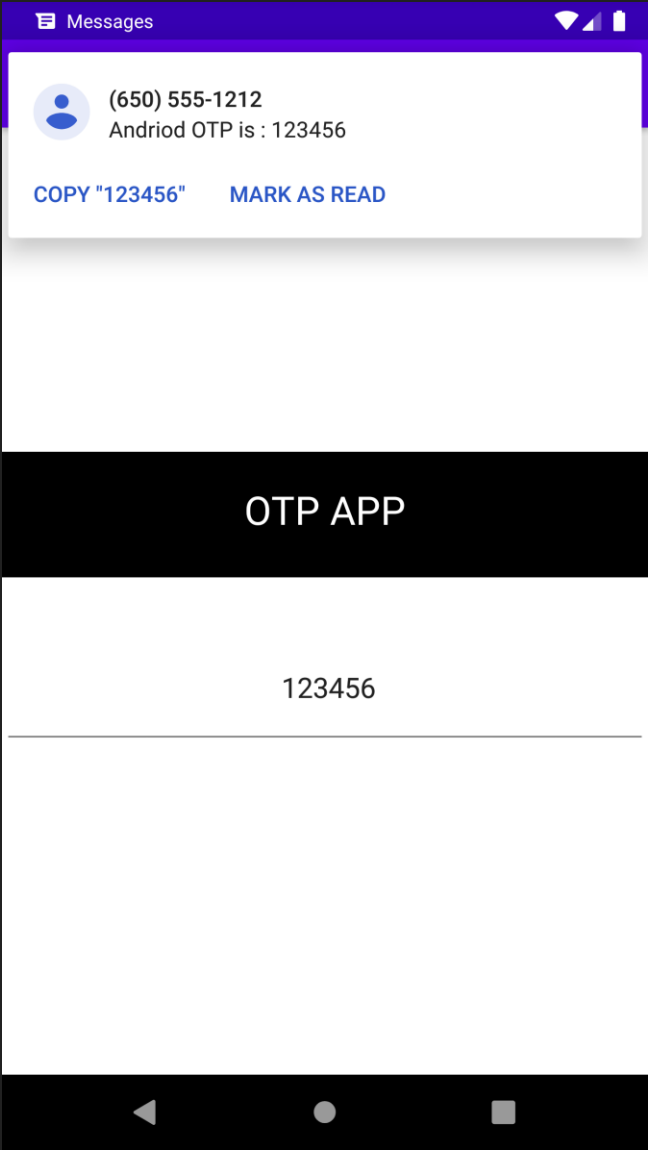 Messages
(650) 555-1212
Andriod OTP is : 123456
COPY "123456" MARK AS READ
OTP APP
123456